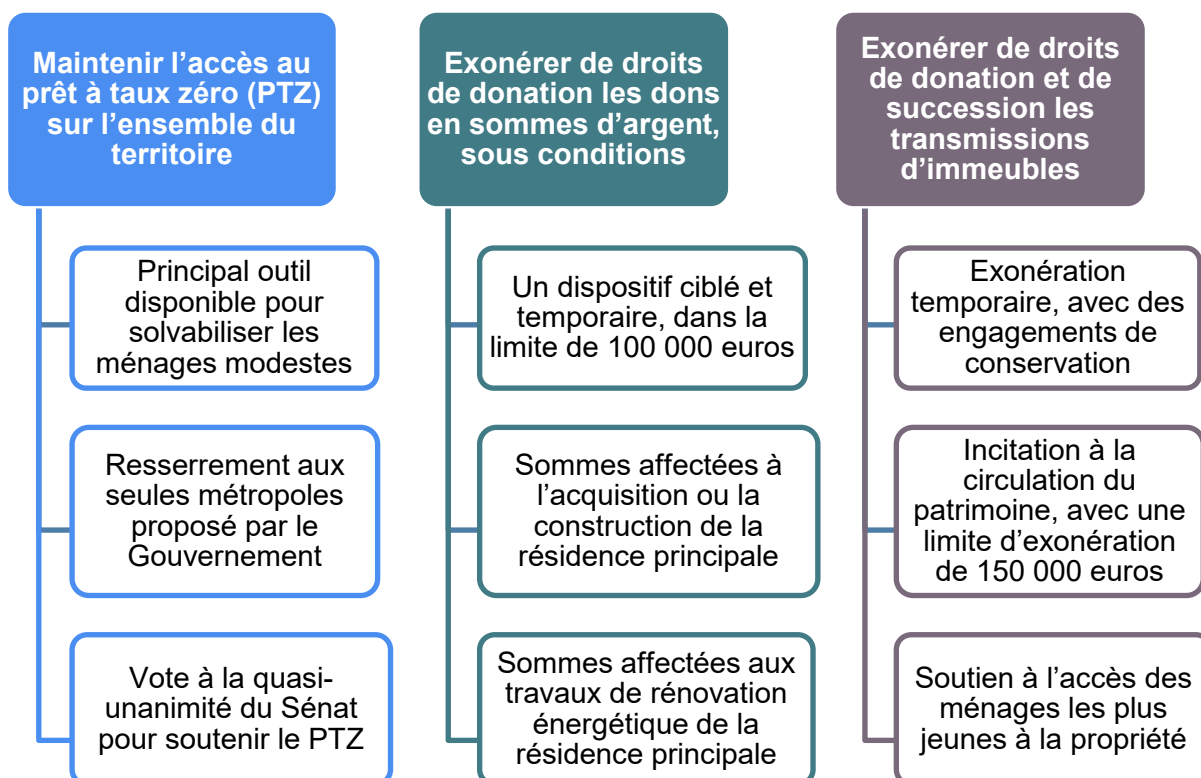 Maintenir l’accès au
prêt à taux zéro (PTZ)
sur l’ensemble du
territoire
Principal outil
disponible pour
solvabiliser les
ménages modestes
Resserrement aux
seules métropoles
proposé par le
Gouvernement
Vote à la quasi-
unanimité du Sénat
pour soutenir le PTZ
Exonérer de droits
de donation les dons
en sommes d’argent,
sous conditions
Un dispositif ciblé et
temporaire, dans la
limite de 100 000 euros
Sommes affectées à
l’acquisition ou la
construction de la
résidence principale
Sommes affectées aux
travaux de rénovation
énergétique de la
résidence principale
Exonérer de droits
de donation et de
succession les
transmissions
d’immeubles
Exonération
temporaire, avec des
engagements de
conservation
Incitation à la
circulation du
patrimoine, avec une
limite d’exonération
de 150 000 euros
Soutien à l’accès des
ménages les plus
jeunes à la propriété